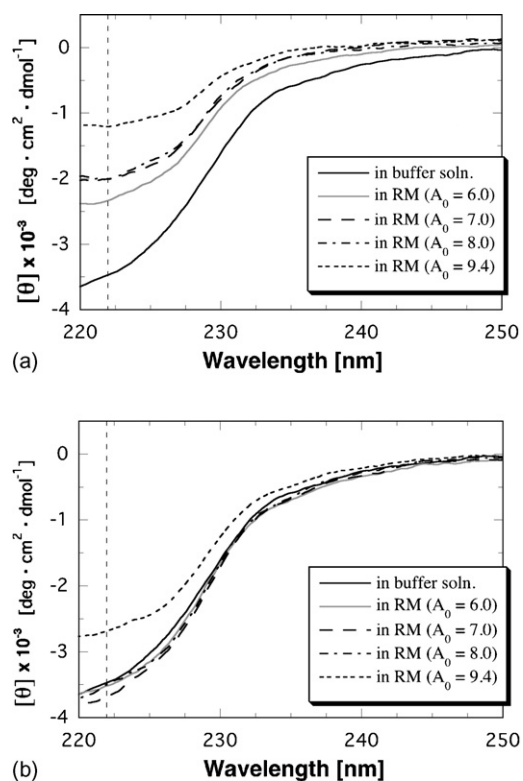 0
-1
-2
-3
-4
[θ] x 10⁻³ [deg · cm² · dmol⁻¹]
in buffer soln.
in RM (A₀ = 6.0)
in RM (A₀ = 7.0)
in RM (A₀ = 8.0)
in RM (A₀ = 9.4)
220 230 240 250
Wavelength [nm]
(a)
0
-1
-2
-3
-4
[θ] x 10⁻³ [deg · cm² · dmol⁻¹]
in buffer soln.
in RM (A₀ = 6.0)
in RM (A₀ = 7.0)
in RM (A₀ = 8.0)
in RM (A₀ = 9.4)
220 230 240 250
Wavelength [nm]
(b)